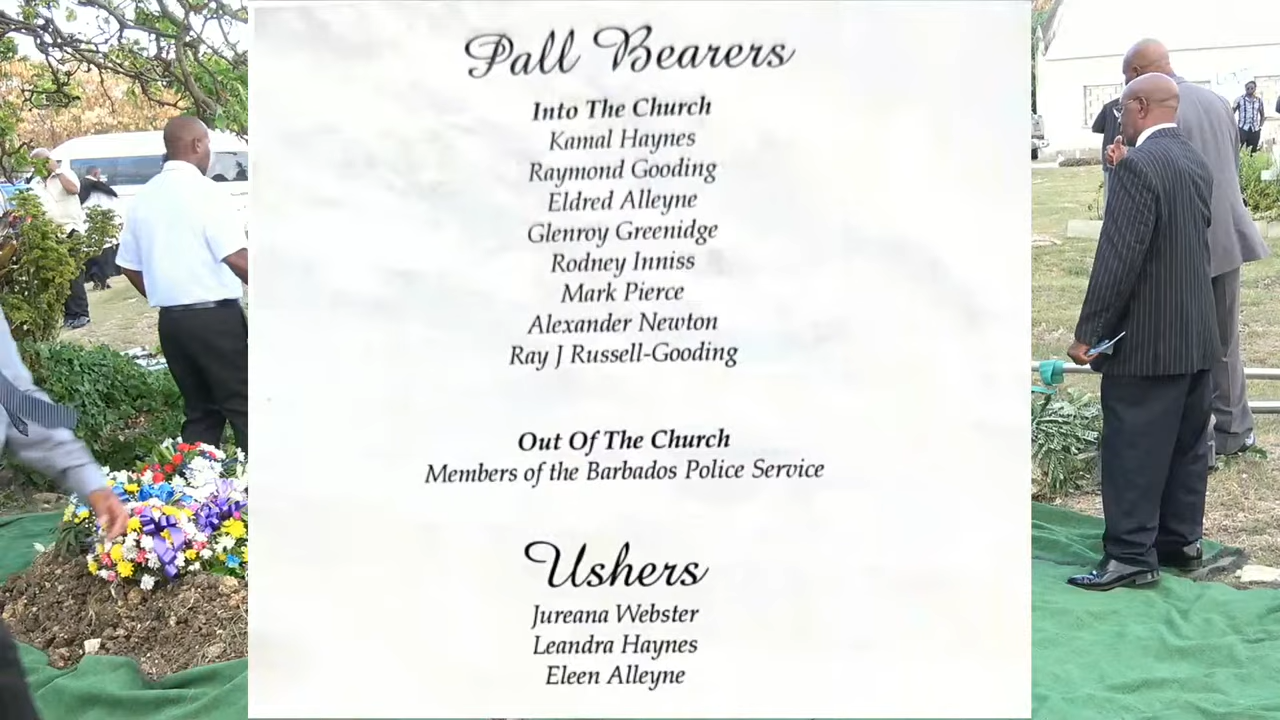 Pall Bearers
Into The Church
Kamal Haynes
Raymond Gooding
Eldred Alleyne
Glenroy Greenidge
Rodney Inniss
Mark Pierce
Alexander Newton
Ray J Russell-Gooding
Out Of The Church
Members of the Barbados Police Service
Ushers
Jureana Webster
Leandra Haynes
Eleen Alleyne